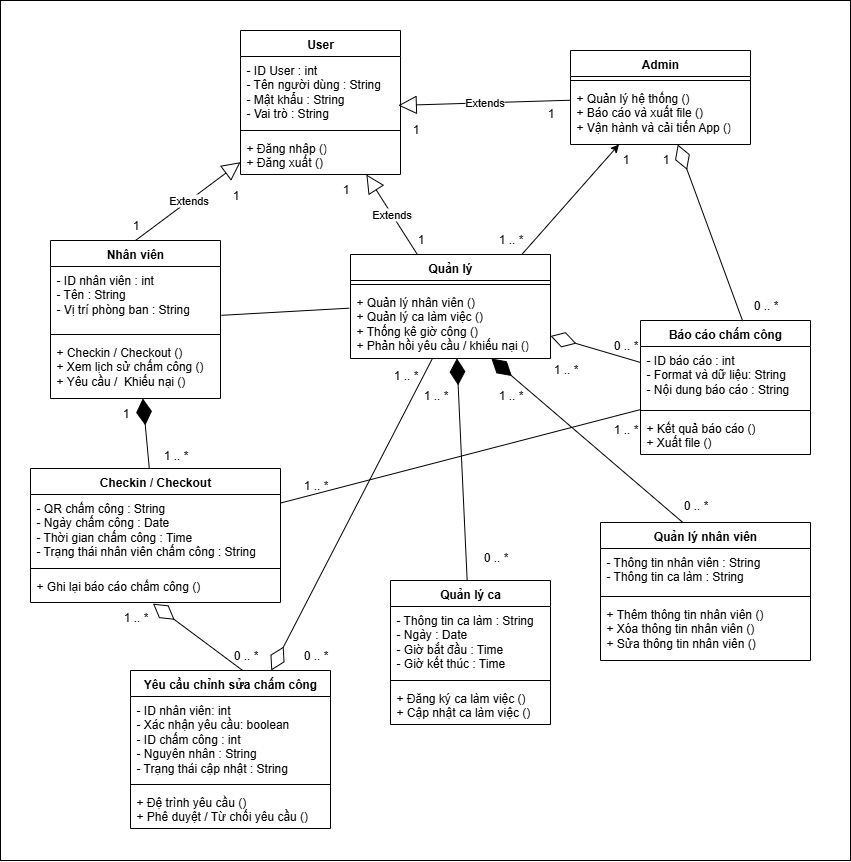 User
- ID User : int
- Tên người dùng : String
- Mật khẩu : String
- Vai trò : String
+ Đăng nhập ()
+ Đăng xuất ()
Admin
+ Quản lý hệ thống ()
+ Báo cáo và xuất file ()
+ Vận hành và cải tiến App ()
Extends
1
1
Extends
1
1
Extends
1
1
1
1 .. *
1
0 .. *
Nhân viên
- ID nhân viên : int
- Tên : String
- Vị trí phòng ban : String
+ Checkin / Checkout ()
+ Xem lịch sử chấm công ()
+ Yêu cầu / Khiếu nại ()
Quản lý
+ Quản lý nhân viên ()
+ Quản lý ca làm việc ()
+ Thống kê giờ công ()
+ Phản hồi yêu cầu / khiếu nại ()
Báo cáo chấm công
- ID báo cáo : int
- Format và dữ liệu: String
- Nội dung báo cáo : String
+ Kết quả báo cáo ()
+ Xuất file ()
0 .. *
1 .. *
1 .. *
1 .. *
1 .. *
1 .. *
1
1 .. *
1 .. *
Checkin / Checkout
- QR chấm công : String
- Ngày chấm công : Date
- Thời gian chấm công : Time
- Trạng thái nhân viên chấm công : String
+ Ghi lại báo cáo chấm công ()
0 .. *
Quản lý nhân viên
- Thông tin nhân viên : String
- Thông tin ca làm : String
+ Thêm thông tin nhân viên ()
+ Xóa thông tin nhân viên ()
+ Sửa thông tin nhân viên ()
0 .. *
Quản lý ca
- Thông tin ca làm : String
- Ngày : Date
- Giờ bắt đầu : Time
- Giờ kết thúc : Time
+ Đăng ký ca làm việc ()
+ Cập nhật ca làm việc ()
1 .. *
0 .. *
0 .. *
Yêu cầu chỉnh sửa chấm công
- ID nhân viên: int
- Xác nhận yêu cầu: boolean
- ID chấm công : int
- Nguyên nhân : String
- Trạng thái cập nhật : String
+ Đệ trình yêu cầu ()
+ Phê duyệt / Từ chối yêu cầu ()